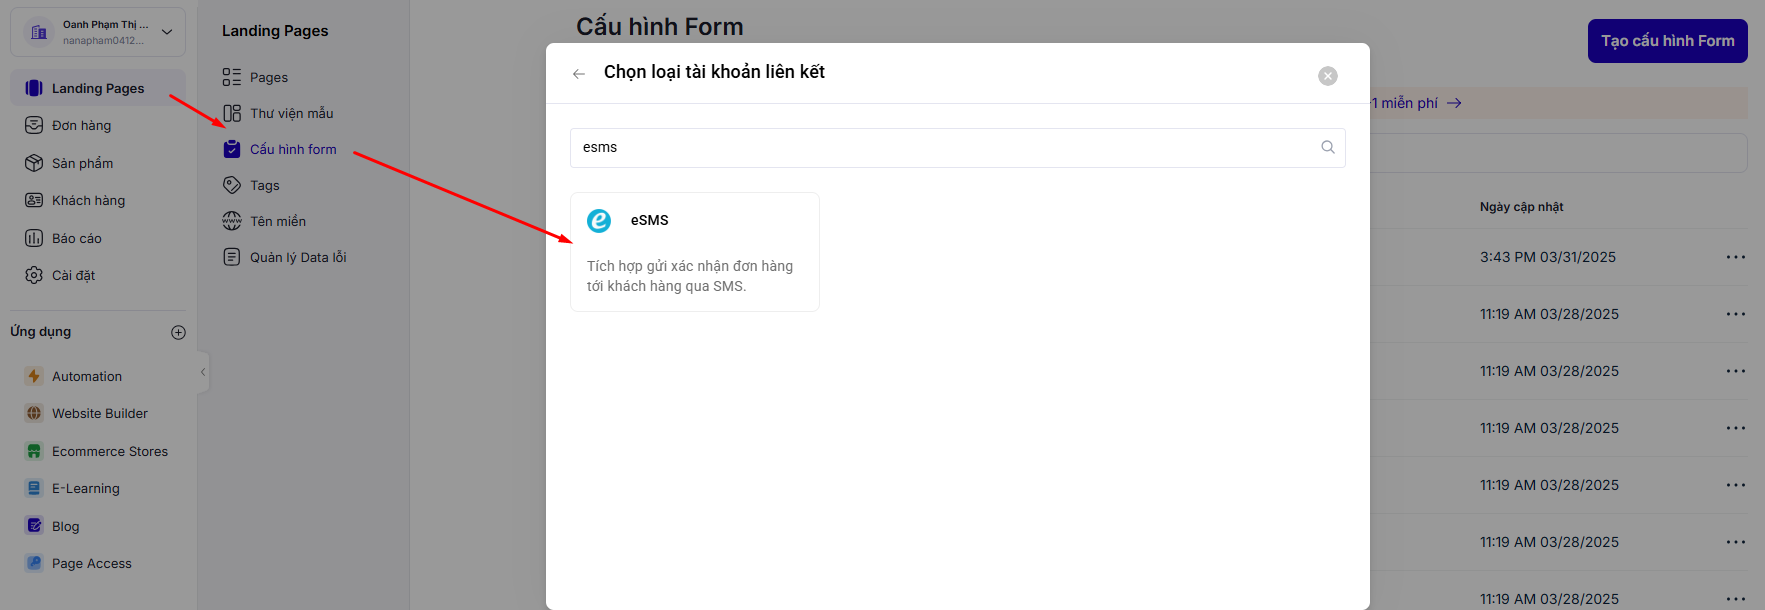 Oanh Phạm Thị ...
nanapham0412...
Landing Pages
Đơn hàng
Sản phẩm
Khách hàng
Báo cáo
Cài đặt
Ứng dụng
Automation
Website Builder
Ecommerce Stores
E-Learning
Blog
Page Access
Landing Pages
Pages
Thư viện mẫu
Cấu hình form
Tags
Tên miền
Quản lý Data lỗi
Cấu hình Form
Tạo cấu hình Form
Chọn loại tài khoản liên kết
esms
eSMS
Tích hợp gửi xác nhận đơn hàng
tới khách hàng qua SMS.
1 miễn phí
Ngày cập nhật
3:43 PM 03/31/2025
11:19 AM 03/28/2025
11:19 AM 03/28/2025
11:19 AM 03/28/2025
11:19 AM 03/28/2025
11:19 AM 03/28/2025
11:19 AM 03/28/2025